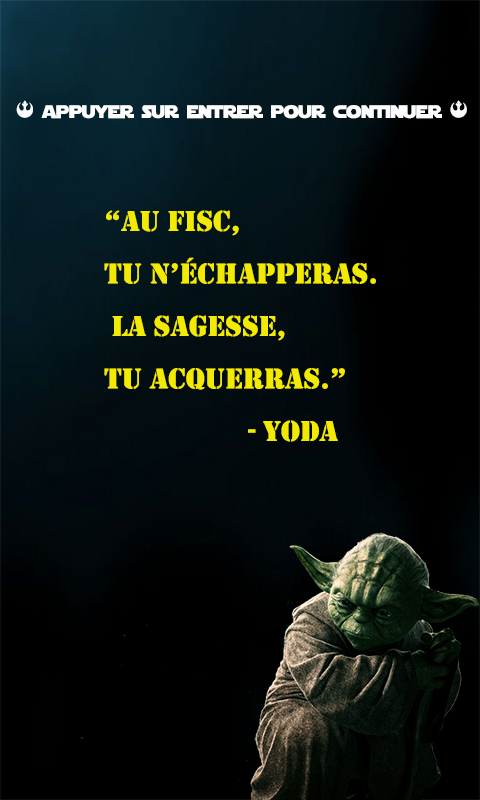 APPUYER SUR ENTRER POUR CONTINUER
“AU FISC,
TU N’ÉCHAPPERAS.
LA SAGESSE,
TU ACQUERRAS.”
- YODA